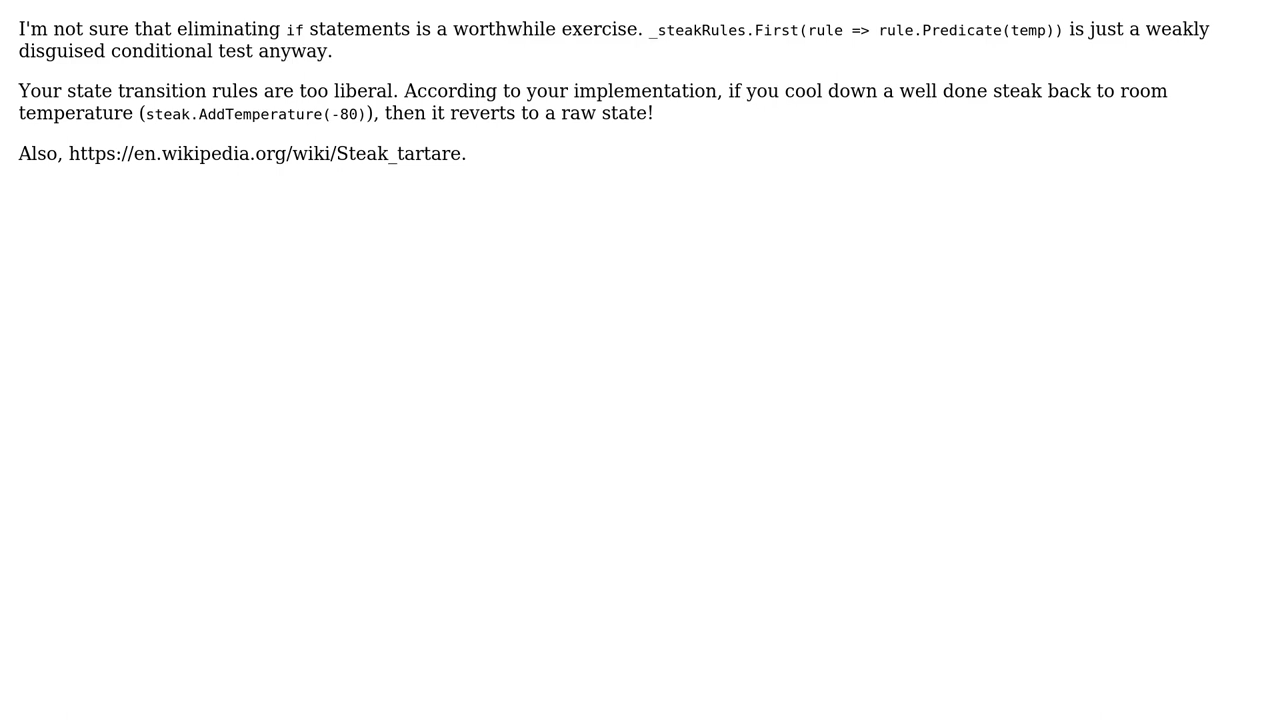 I'm not sure that eliminating if statements is a worthwhile exercise. _steakRules.First(rule => rule.Predicate(temp)) is just a weakly
disguised conditional test anyway.
Your state transition rules are too liberal. According to your implementation, if you cool down a well done steak back to room
temperature (steak.AddTemperature(-80)), then it reverts to a raw state!
Also, https://en.wikipedia.org/wiki/Steak_tartare.